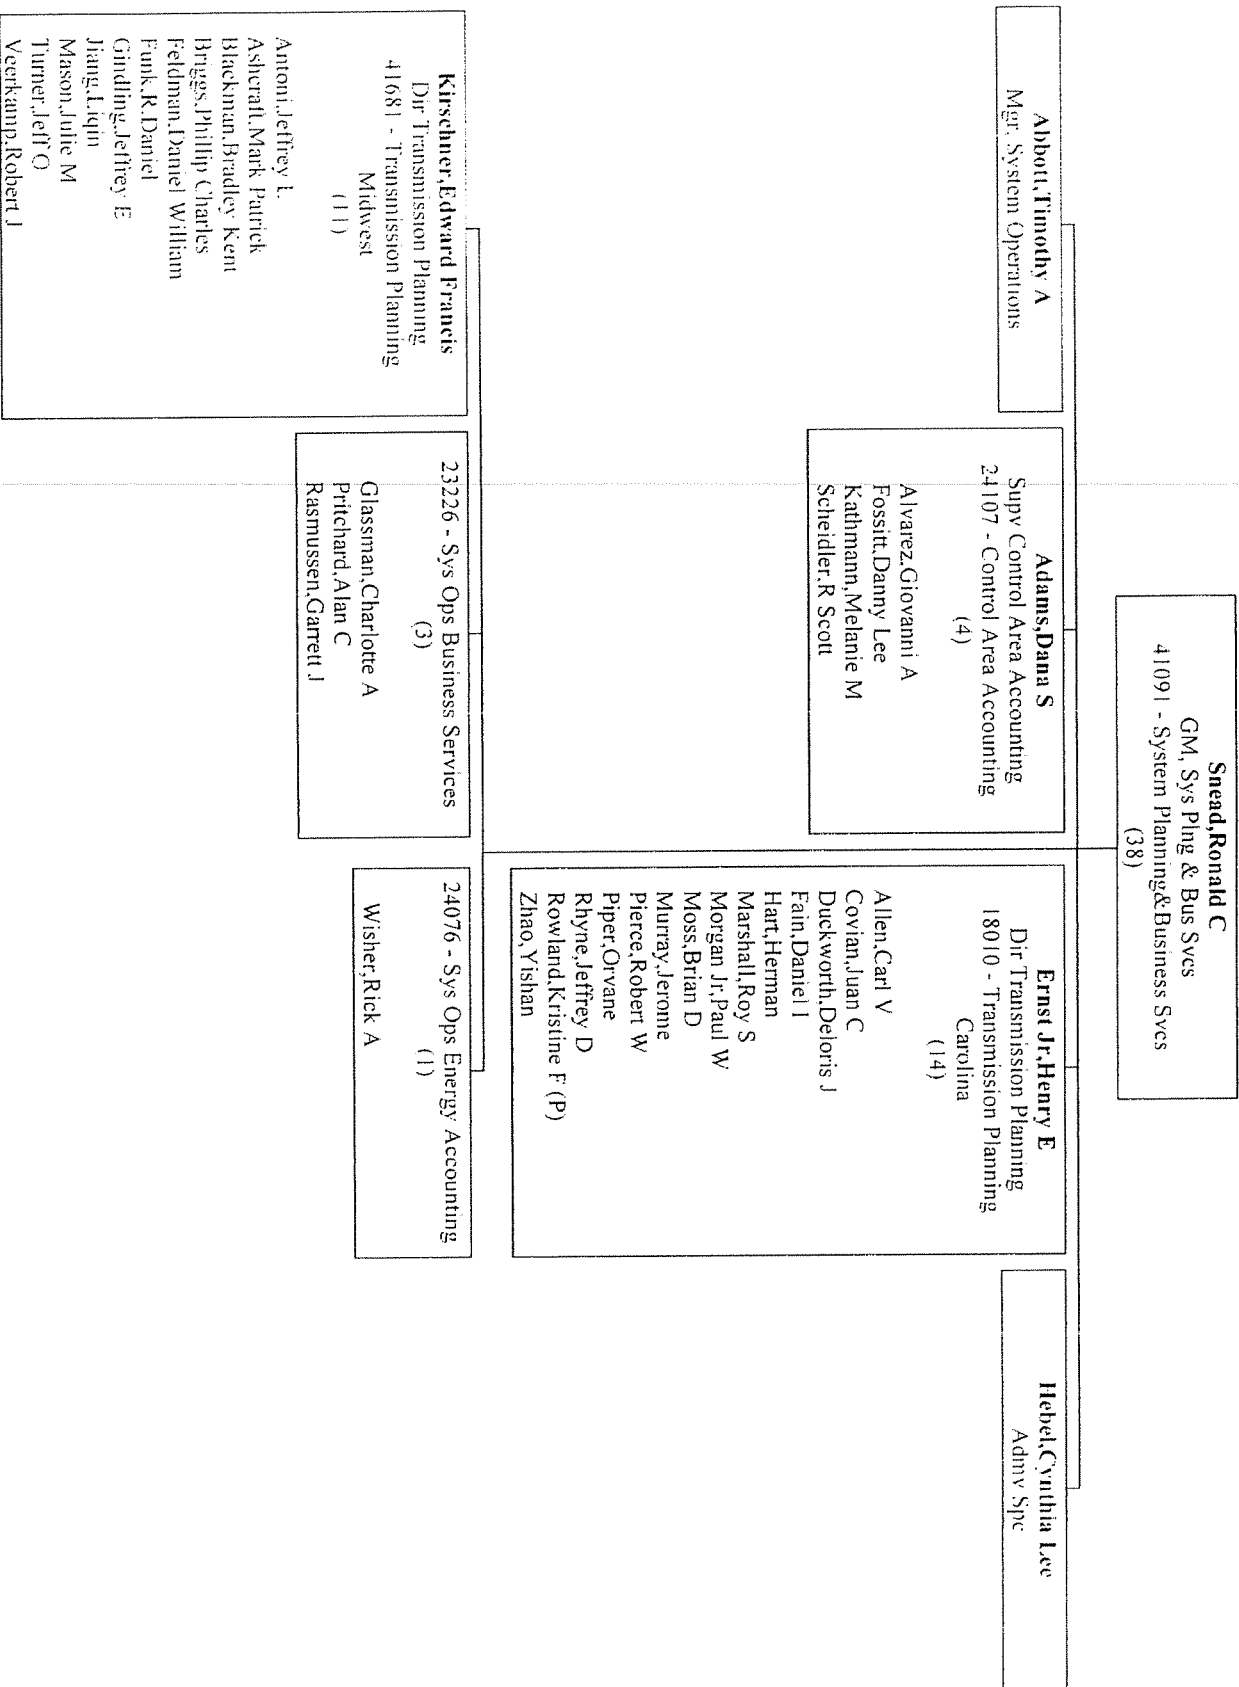 Snead,Ronald C
GM, Sys Plng & Bus Svcs
41091 - System Planning&Business Svcs
(38)
Abbott,Timothy A
Mgr. System Operations
Adams,Dana S
Supv Control Area Accounting
24107 - Control Area Accounting
(4)
Alvarez,Giovanni A
Fossitt,Danny Lee
Kathmann,Melanie M
Scheidler,R Scott
Ernst Jr,Henry E
Dir Transmission Planning
18010 - Transmission Planning
Carolina
(14)
Allen,Carl V
Covian,Juan C
Duckworth,Deloris J
Fain,Daniel I
Hart,Herman
Marshall,Roy S
Morgan Jr,Paul W
Moss,Brian D
Murray,Jerome
Pierce,Robert W
Piper,Orvane
Rhyne,Jeffrey D
Rowland,Kristine F (P)
Zhao,Yishan
Hebel,Cynthia Lee
Admv Spc
Kirschner,Edward Francis
Dir Transmission Planning
41681 - Transmission Planning
Midwest
(11)
Antoni,Jeffrey L
Ashcraft,Mark Patrick
Blackman,Bradley Kent
Briggs,Phillip Charles
Feldman,Daniel William
Funk,R Daniel
Gindling,Jeffrey E
Jiang,Liqin
Mason,Julie M
Turner,Jeff O
Veerkamp,Robert J
23226 - Sys Ops Business Services
(3)
Glassman,Charlotte A
Pritchard,Alan C
Rasmussen,Garrett J
24076 - Sys Ops Energy Accounting
(1)
Wisher,Rick A